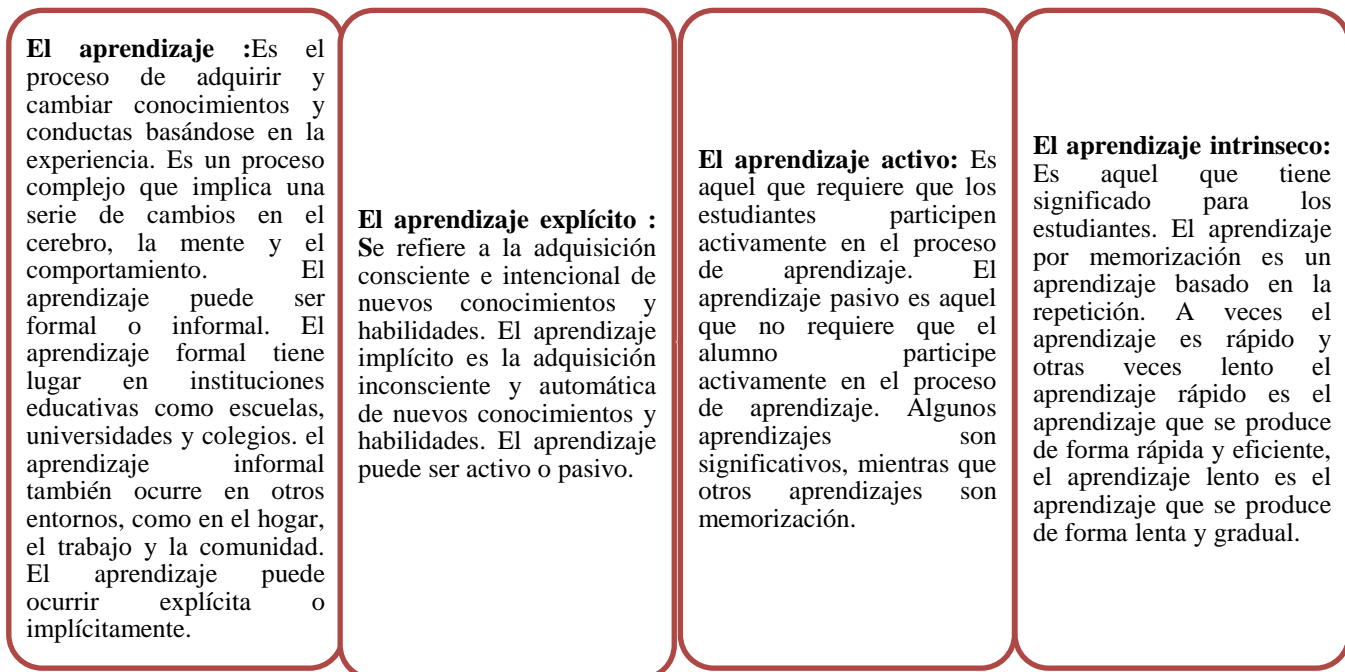 El aprendizaje :Es el
proceso de adquirir y
cambiar conocimientos y
conductas basándose en la
experiencia. Es un proceso
complejo que implica una
serie de cambios en el
cerebro, la mente y el
comportamiento. El
aprendizaje puede ser
formal o informal. El
aprendizaje formal tiene
lugar en instituciones
educativas como escuelas,
universidades y colegios. el
aprendizaje informal
también ocurre en otros
entornos, como en el hogar,
el trabajo y la comunidad.
El aprendizaje puede
ocurrir explícita o
implícitamente.
El aprendizaje explícito :
Se refiere a la adquisición
consciente e intencional de
nuevos conocimientos y
habilidades. El aprendizaje
implícito es la adquisición
inconsciente y automática
de nuevos conocimientos y
habilidades. El aprendizaje
puede ser activo o pasivo.
El aprendizaje activo: Es
aquel que requiere que los
estudiantes participen
activamente en el proceso
de aprendizaje. El
aprendizaje pasivo es aquel
que no requiere que el
alumno participe
activamente en el proceso
de aprendizaje. Algunos
aprendizajes son
significativos, mientras que
otros aprendizajes son
memorización.
El aprendizaje intrinseco:
Es aquel que tiene
significado para los
estudiantes. El aprendizaje
por memorización es un
aprendizaje basado en la
repetición. A veces el
aprendizaje es rápido y
otras veces lento el
aprendizaje rápido es el
aprendizaje que se produce
de forma rápida y eficiente,
el aprendizaje lento es el
aprendizaje que se produce
de forma lenta y gradual.